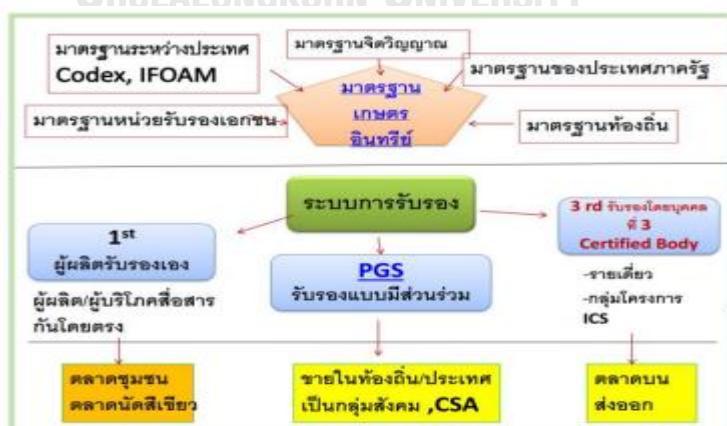 CHULALONGKORN UNIVERSITY
มาตรฐานระหว่างประเทศ
Codex, IFOAM
มาตรฐานจิตวิญญาณ
มาตรฐานของประเทศภาครัฐ
มาตรฐานหน่วยรับรองเอกชน
มาตรฐาน
เกษตร
อินทรีย์
มาตรฐานท้องถิ่น
ระบบการรับรอง
1st
ผู้ผลิตรับรองเอง
ผู้ผลิต/ผู้บริโภคสื่อสาร
กันโดยตรง
PGS
รับรองแบบมีส่วนร่วม
3 rd รับรองโดยบุคคล
ที่ 3
Certified Body
-รายเดี่ยว
-กลุ่มโครงการ
ICS
ตลาดชุมชน
ตลาดนัดสีเขียว
ขายในท้องถิ่น/ประเทศ
เป็นกลุ่มสังคม ,CSA
ตลาดบน
ส่งออก